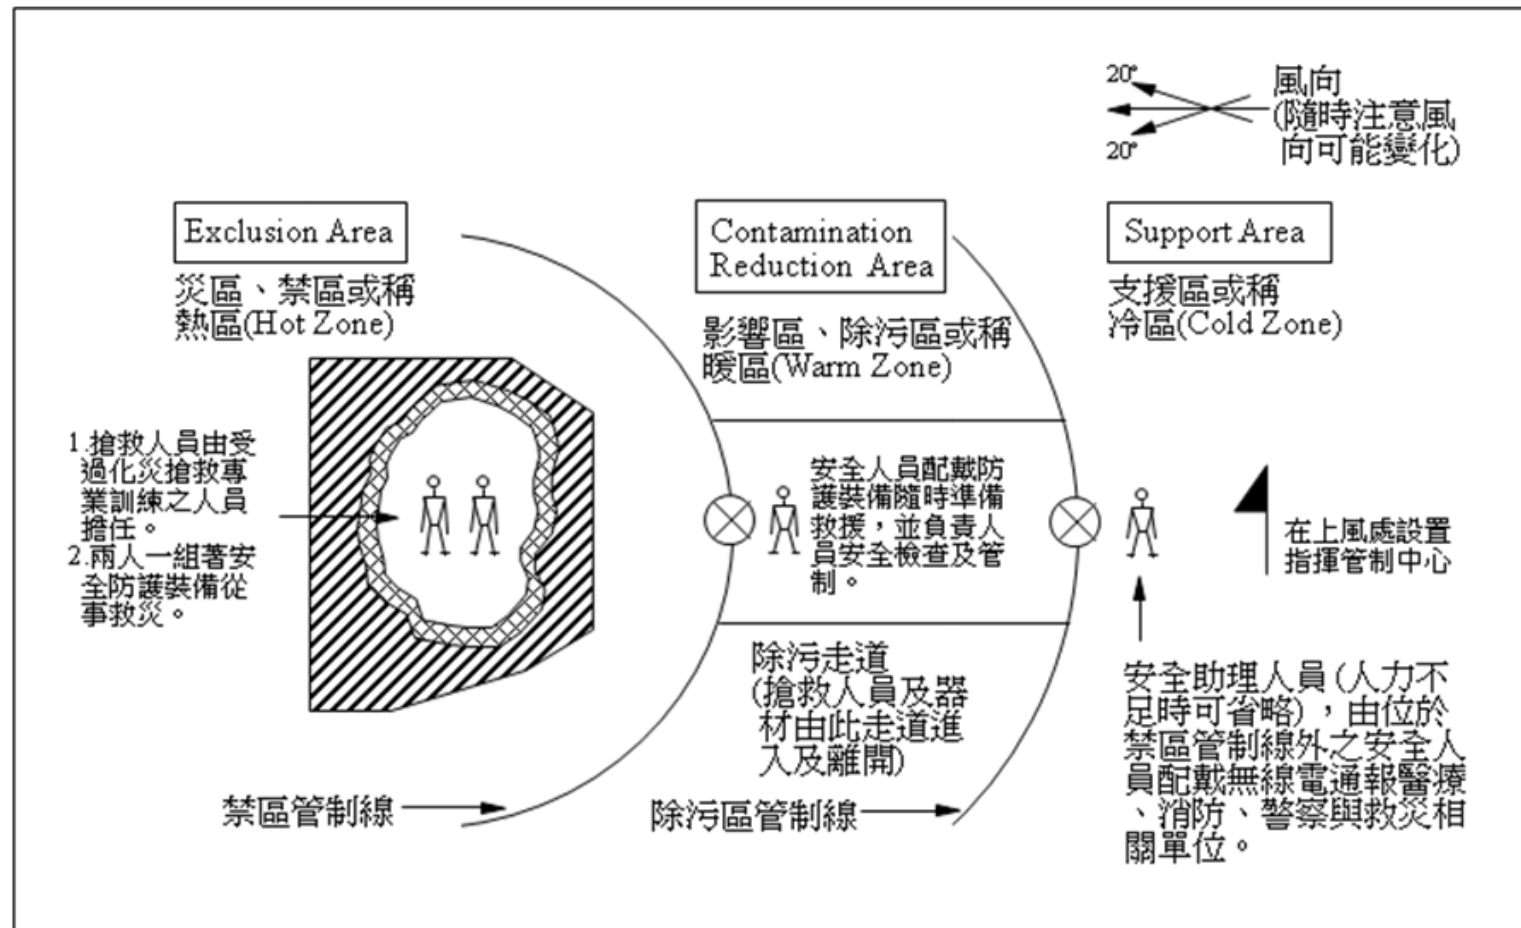 20°
風向
(隨時注意風
向可能變化)
20°
Exclusion Area
災區、禁區或稱
熱區(Hot Zone)
Contamination
Reduction Area
影響區、除污區或稱
暖區(Warm Zone)
Support Area
支援區或稱
冷區(Cold Zone)
1.搶救人員由受
過化災搶救專
業訓練之人員
擔任。
2.兩人一組著安
全防護裝備從
事救災。
安全人員配戴防
護裝備隨時準備
救援，並負責人
員安全檢查及管
制。
在上風處設置
指揮管制中心
除污走道
(搶救人員及器
材由此走道進
入及離開)
安全助理人員(人力不
足時可省略)，由位於
禁區管制線外之安全人
員配戴無線電通報醫療
、消防、警察與救災相
關單位。
禁區管制線
除污區管制線